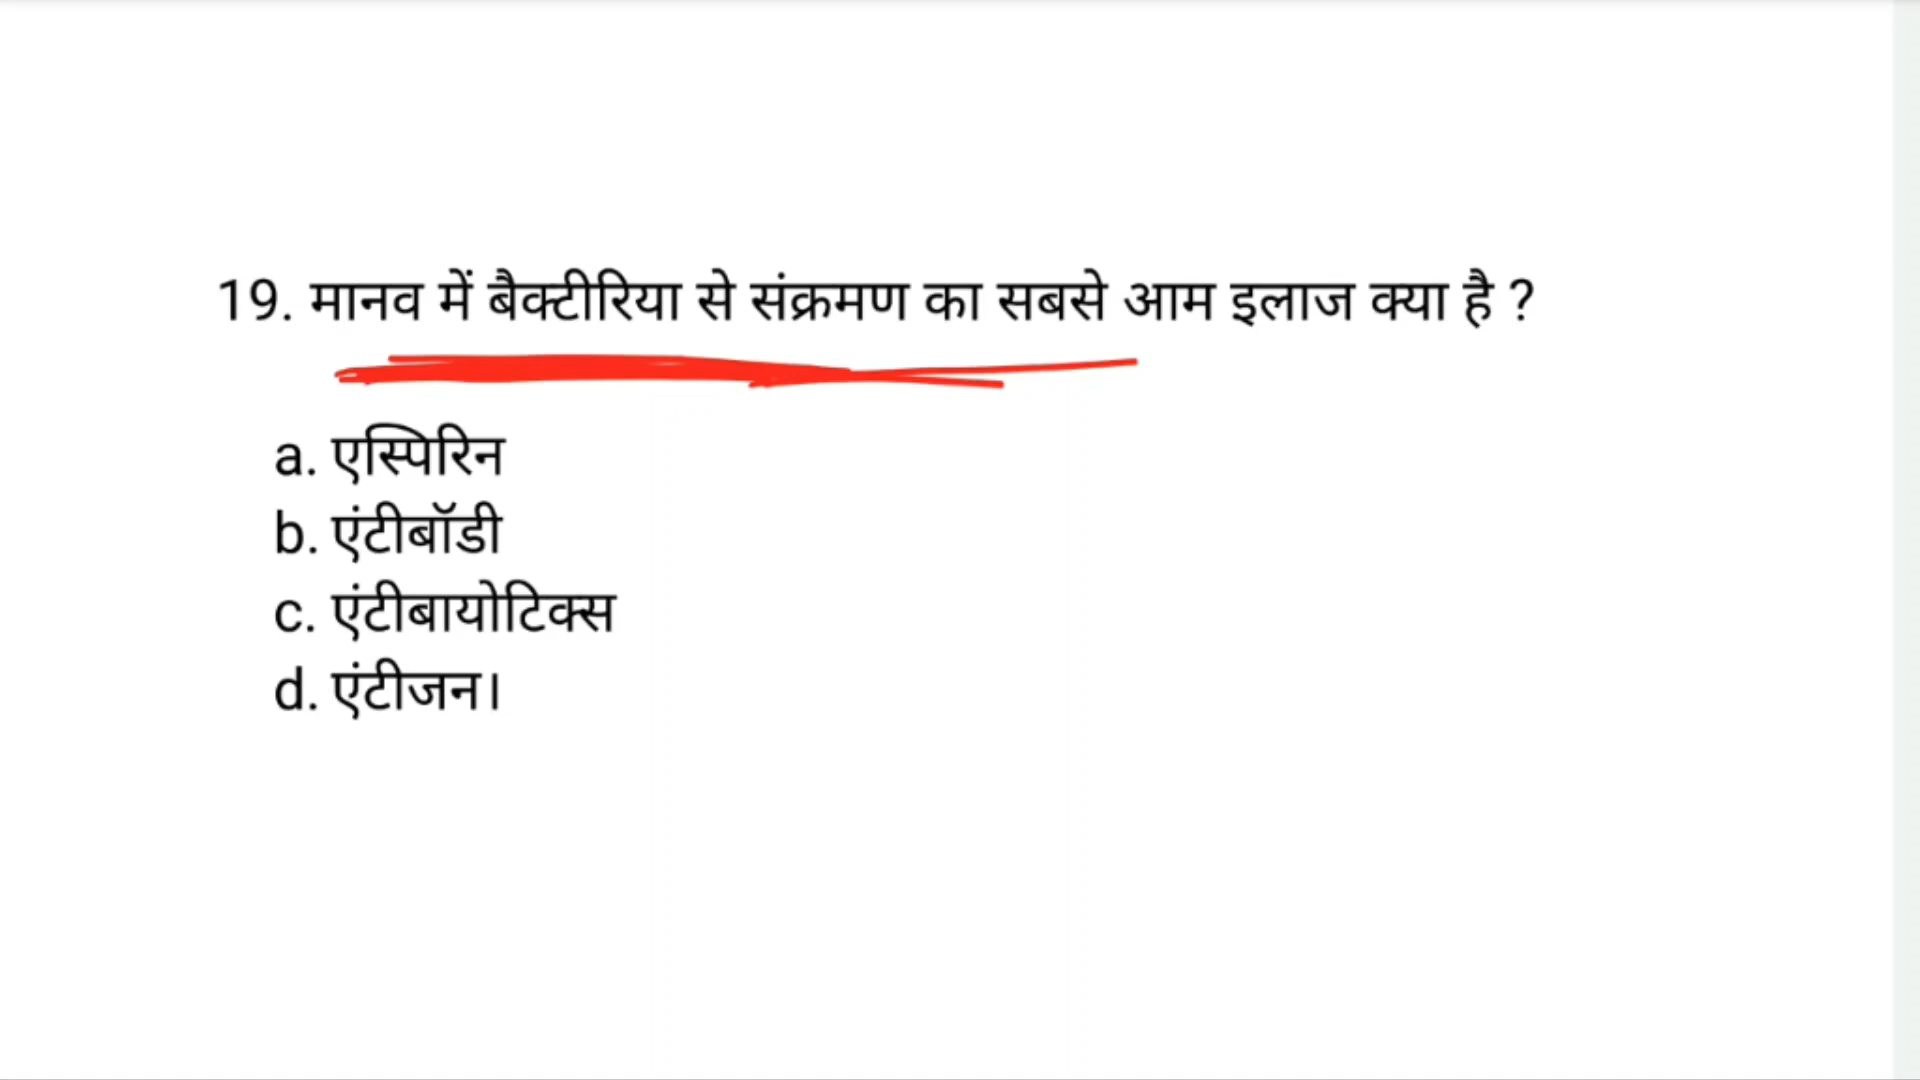 19. मानव में बैक्टीरिया से संक्रमण का सबसे आम इलाज क्या है ?
a. एस्पिरिन
b. एंटीबॉडी
c. एंटीबायोटिक्स
d. एंटीजन।